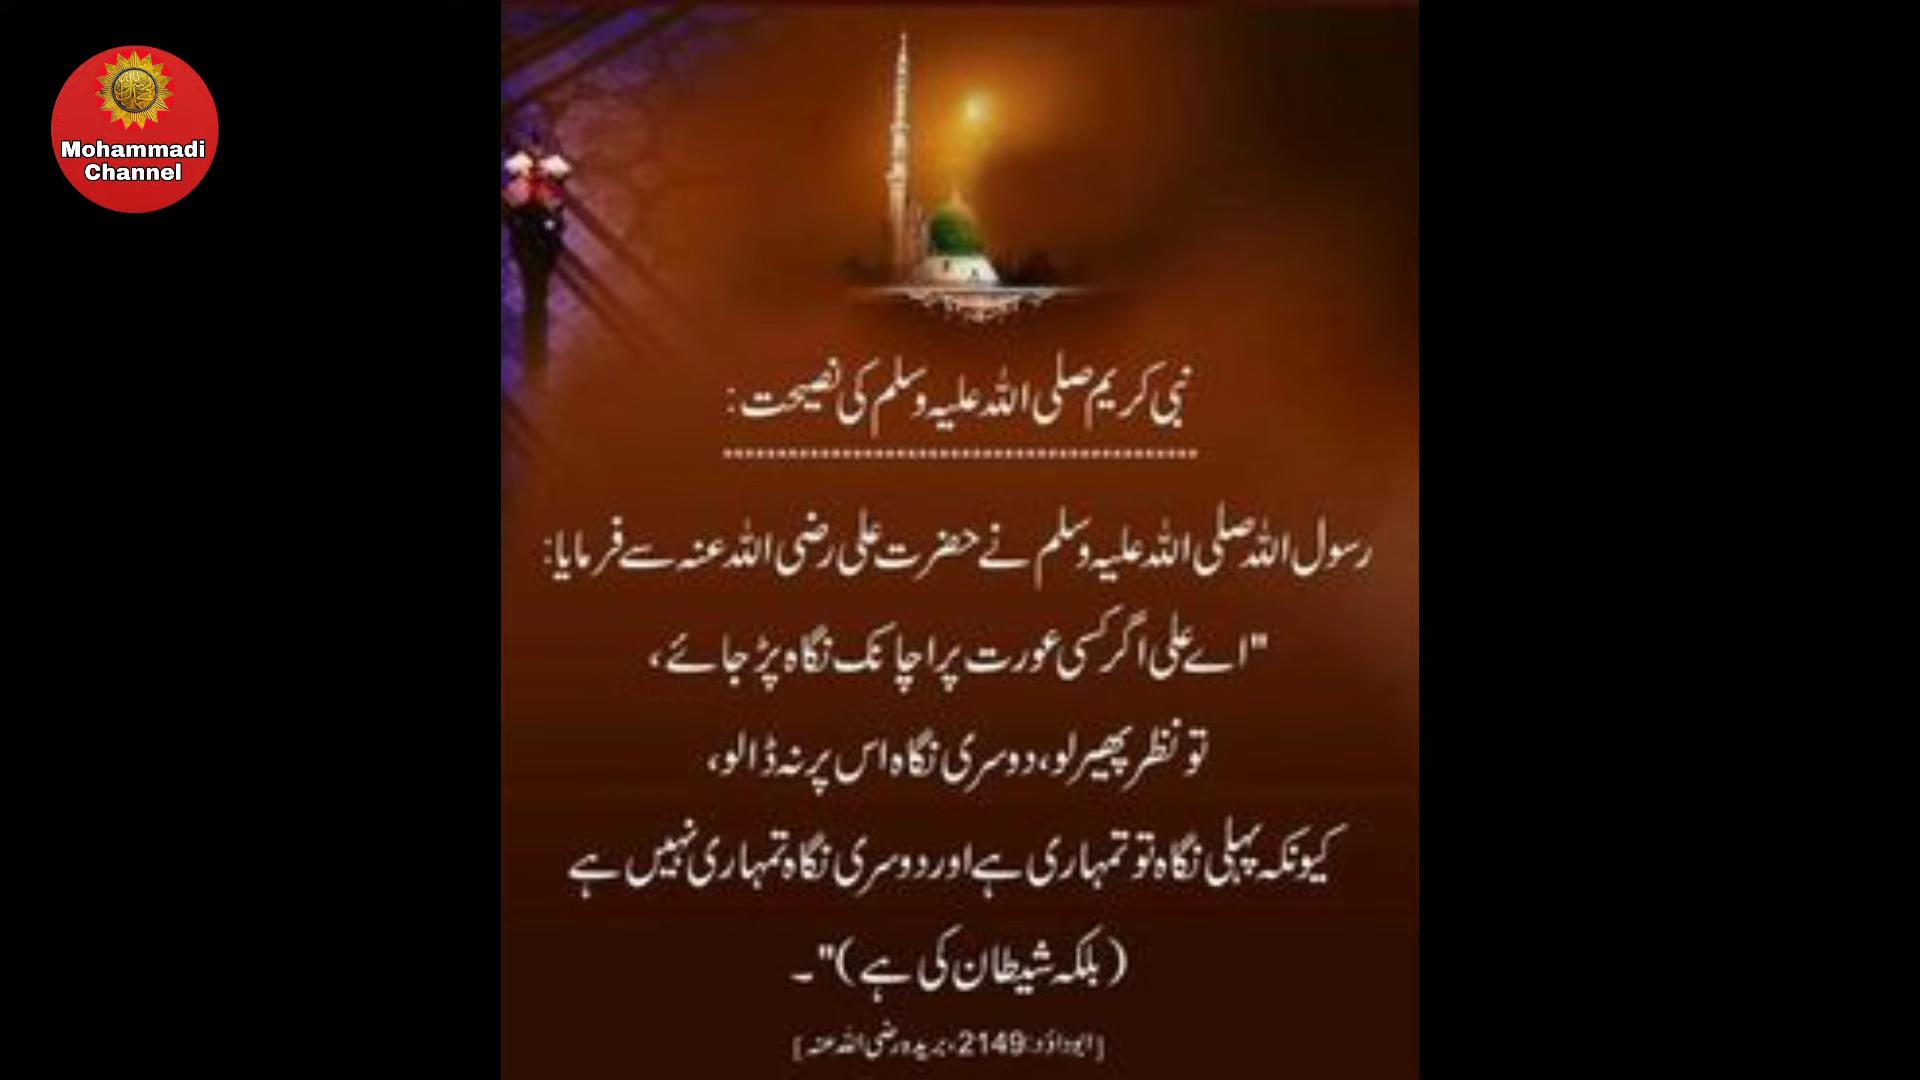 Mohammadi
Channel
نبی کریم صلی اللہ علیہ وسلم کی نصیحت:
رسول اللہ صلی اللہ علیہ وسلم نے حضرت علی رضی اللہ عنہ سے فرمایا:
"اے علی اگر کسی عورت پر اچانک نگاہ پڑ جائے،
تو نظر پھیر لو، دوسری نگاہ اس پر نہ ڈالو،
کیونکہ پہلی نگاہ تو تمہاری ہے اور دوسری نگاہ تمہاری نہیں ہے
(بلکہ شیطان کی ہے)"۔
[ابوداؤد:2149، بریدہ رضی اللہ عنہ]